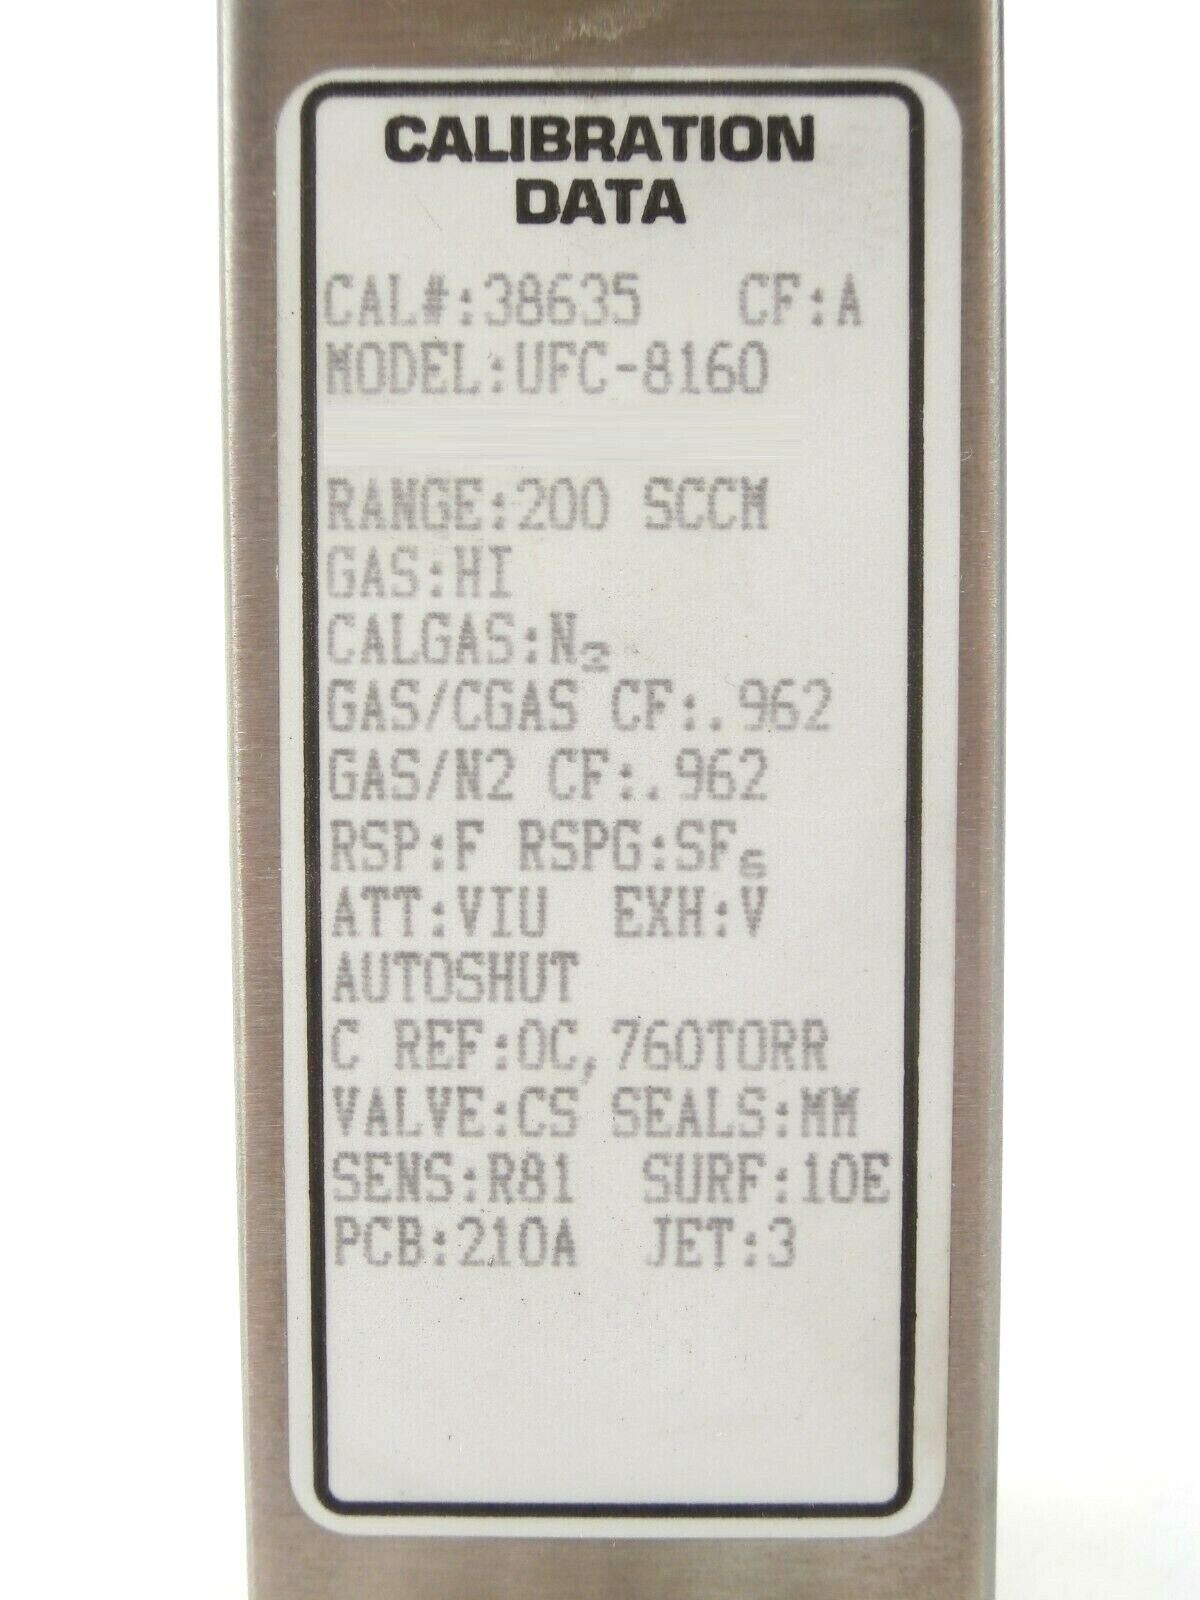 CALIBRATION
DATA
CAL#:38635 CF:A
MODEL:UFC-8160
RANGE:200 SCCM
GAS:HI
CALGAS:N₂
GAS/CGAS CF:.962
GAS/N2 CF:.962
RSP:F RSPG:SF₆
ATT:VIU EXH:V
AUTOSHUT
C REF:0C,760TORR
VALVE:CS SEALS:MM
SENS:R81 SURF:10E
PCB:210A JET:3